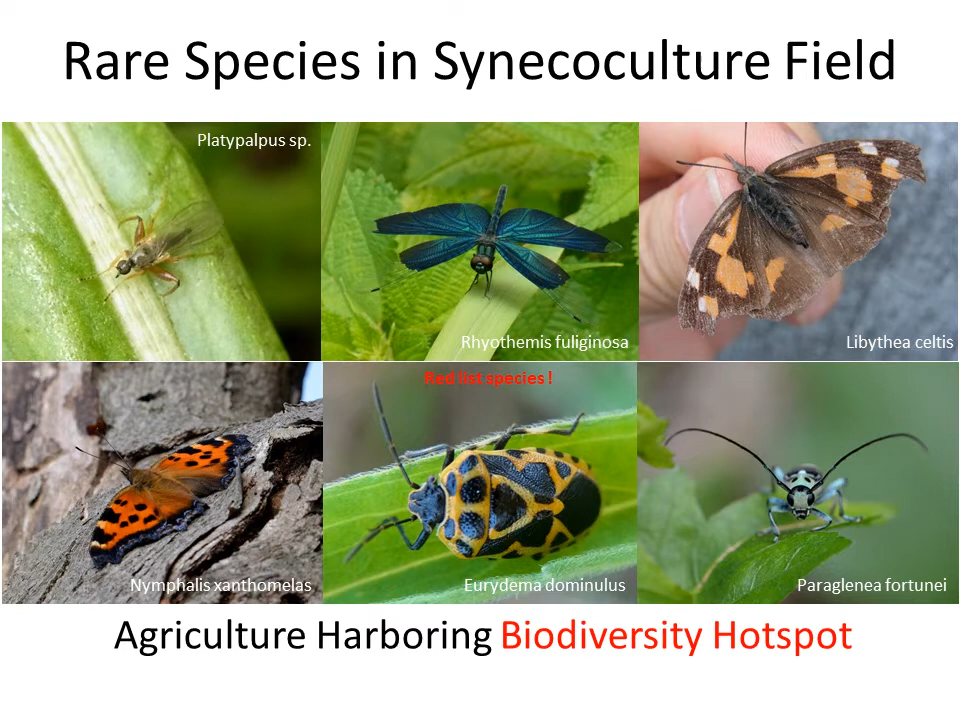 Rare Species in Synecoculture Field
Platypalpus sp.
Rhyothemis fuliginosa
Libythea celtis
Red list species!
Nymphalis xanthomelas
Eurydema dominulus
Paraglenea fortunei
Agriculture Harboring Biodiversity Hotspot